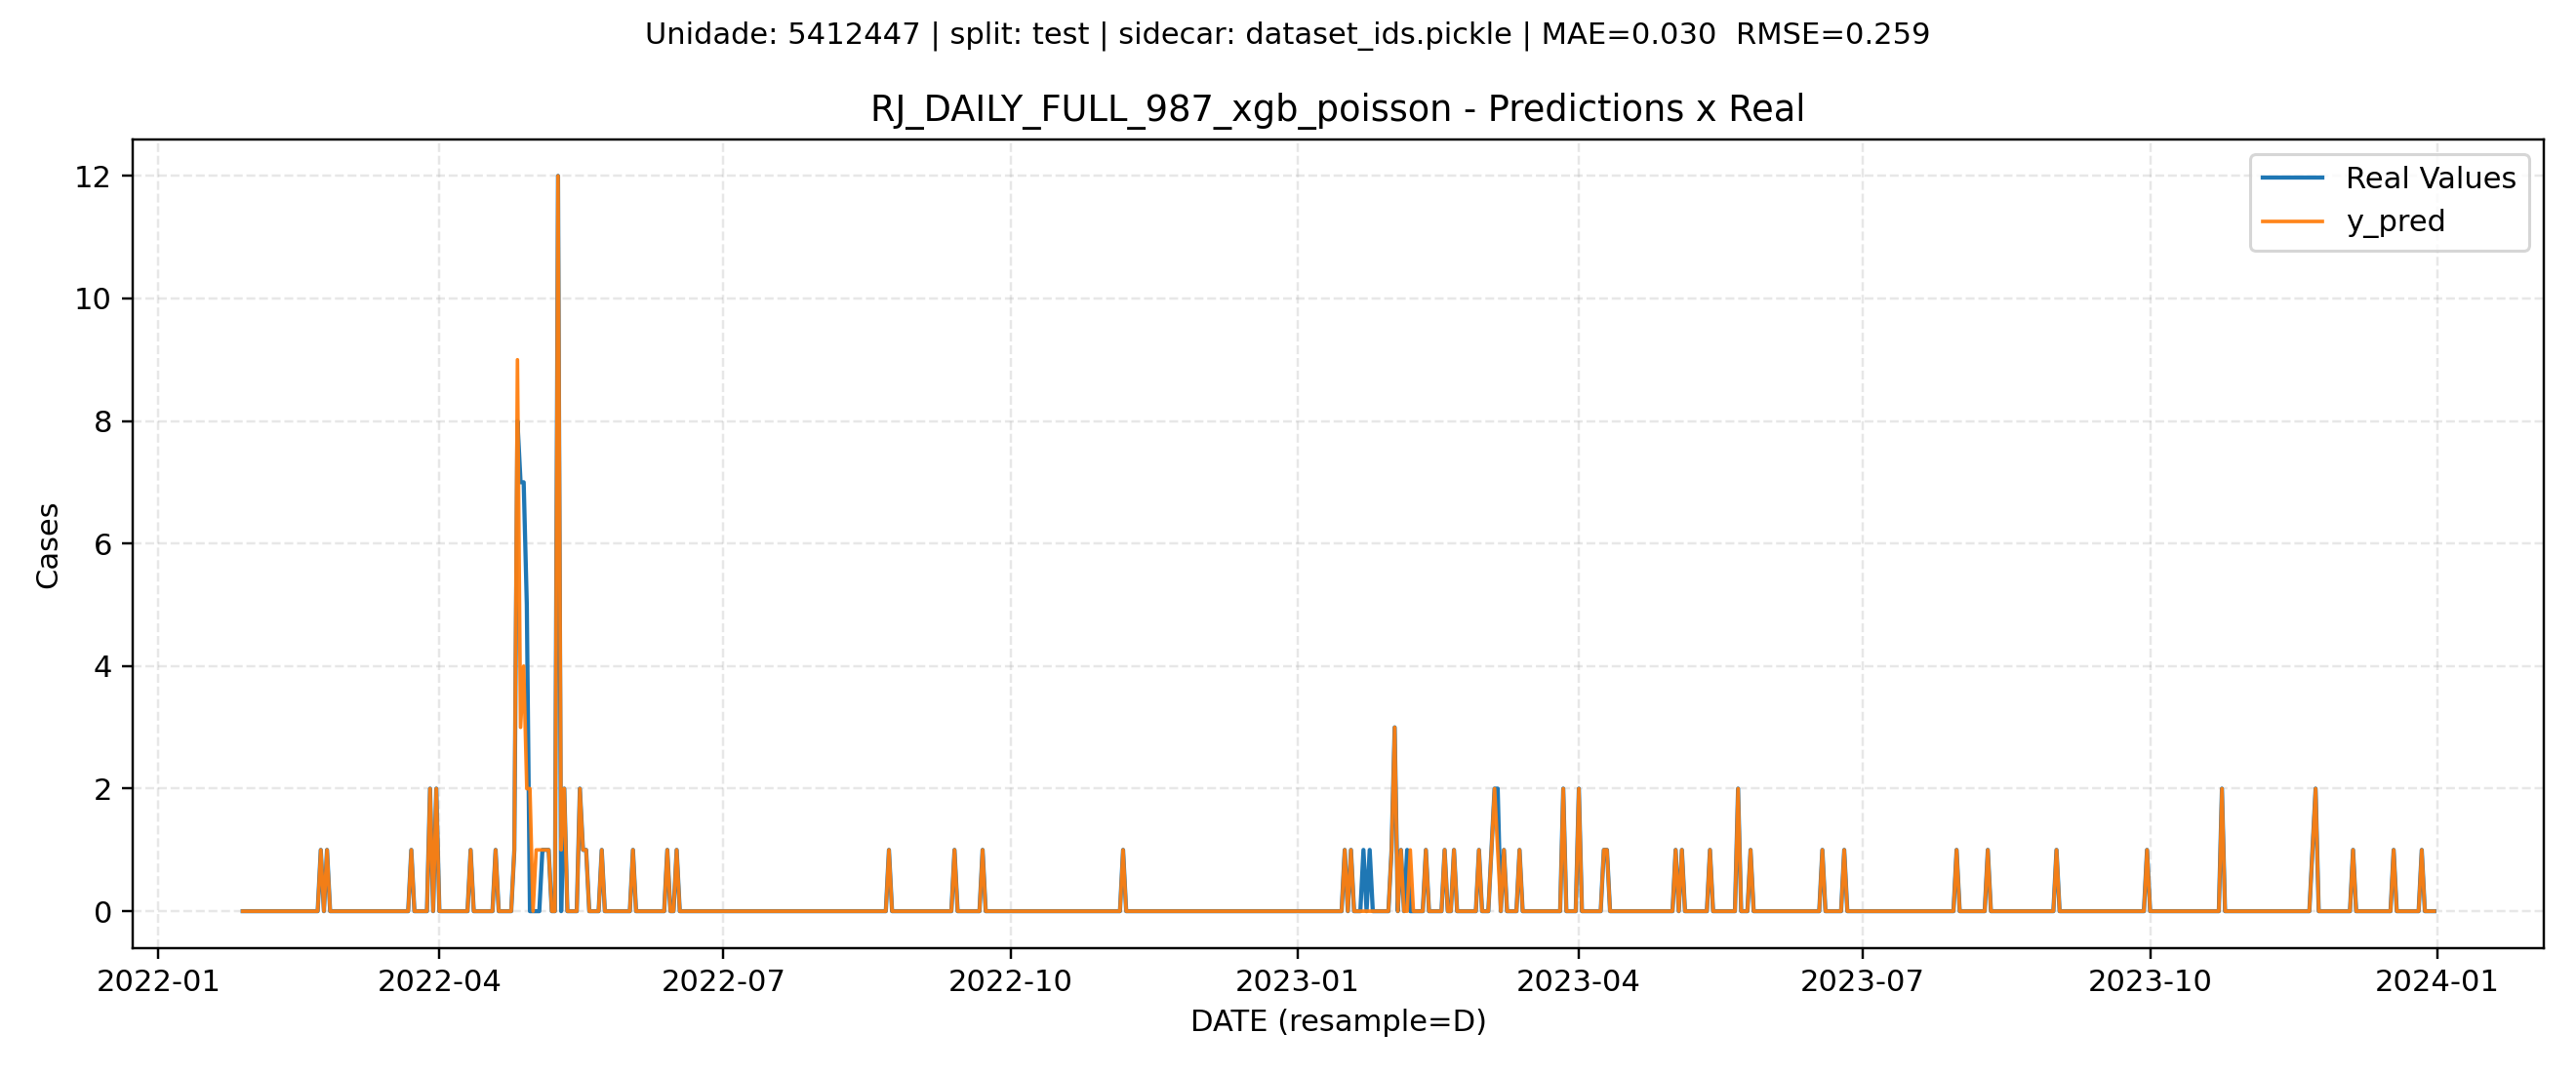 Unidade: 5412447 | split: test | sidecar: dataset_ids.pickle | MAE=0.030  RMSE=0.259
RJ_DAILY_FULL_987_xgb_poisson - Predictions x Real
Real Values
y_pred
12
10
8
6
4
2
0
Cases
2022-01
2022-04
2022-07
2022-10
2023-01
2023-04
2023-07
2023-10
2024-01
DATE (resample=D)